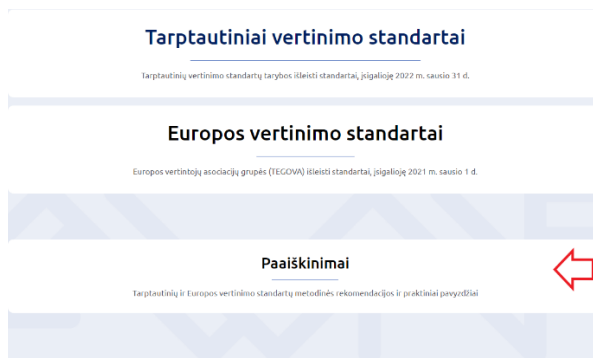 Tarptautiniai vertinimo standartai
Tarptautinių vertinimo standartų tarybos išleisti standartai, įsigalioję 2022 m. sausio 31 d.
Europos vertinimo standartai
Europos vertintojų asociacijų grupės (TEGOVA) išleisti standartai, įsigalioję 2021 m. sausio 1 d.
Paaiškinimai
Tarptautinių ir Europos vertinimo standartų metodinės rekomendacijos ir praktiniai pavyzdžiai